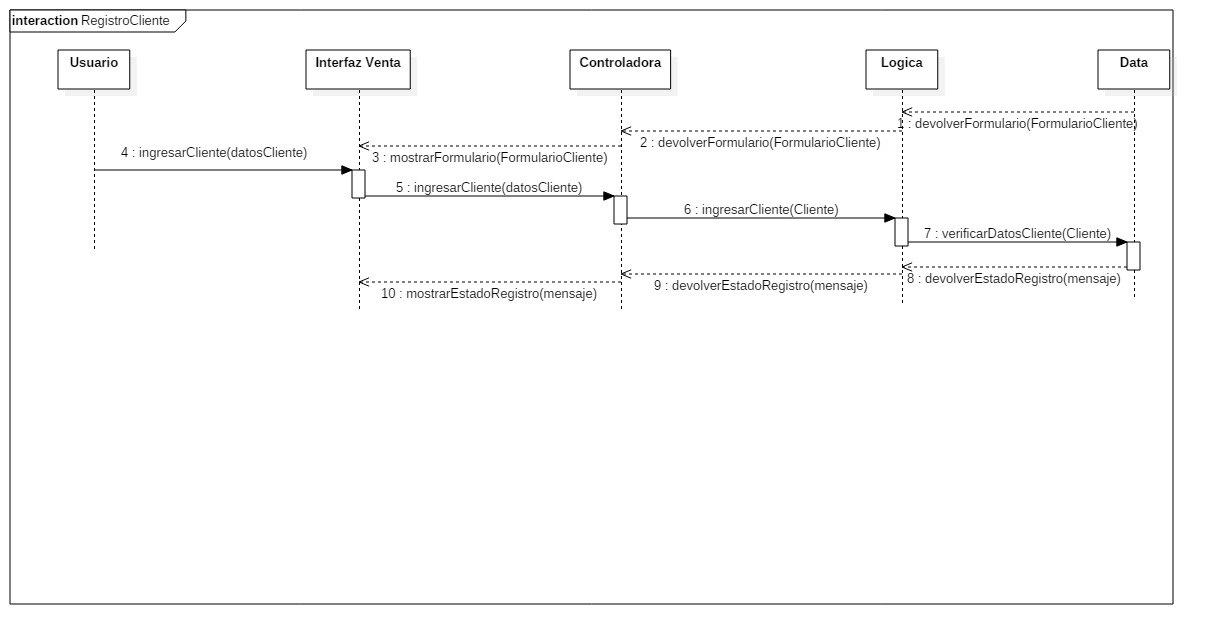 interaction RegistroCliente
Usuario
Interfaz Venta
Controladora
Logica
Data
1 : devolverFormulario(FormularioCliente)
2 : devolverFormulario(FormularioCliente)
3 : mostrarFormulario(FormularioCliente)
4 : ingresarCliente(datosCliente)
5 : ingresarCliente(datosCliente)
6 : ingresarCliente(Cliente)
7 : verificarDatosCliente(Cliente)
8 : devolverEstadoRegistro(mensaje)
9 : devolverEstadoRegistro(mensaje)
10 : mostrarEstadoRegistro(mensaje)